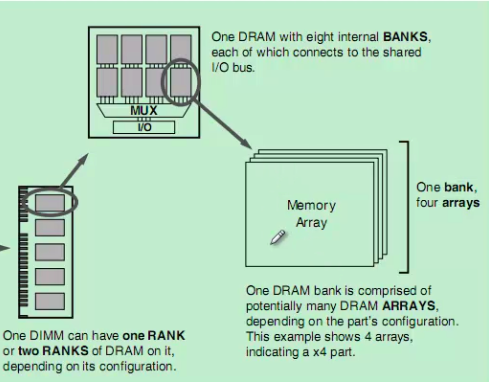 One DRAM with eight internal BANKS,
each of which connects to the shared
I/O bus.
MUX
I/O
Memory
Array
One bank,
four arrays
One DRAM bank is comprised of
potentially many DRAM ARRAYS,
depending on the part's configuration.
This example shows 4 arrays,
indicating a x4 part.
One DIMM can have one RANK
or two RANKS of DRAM on it,
depending on its configuration.